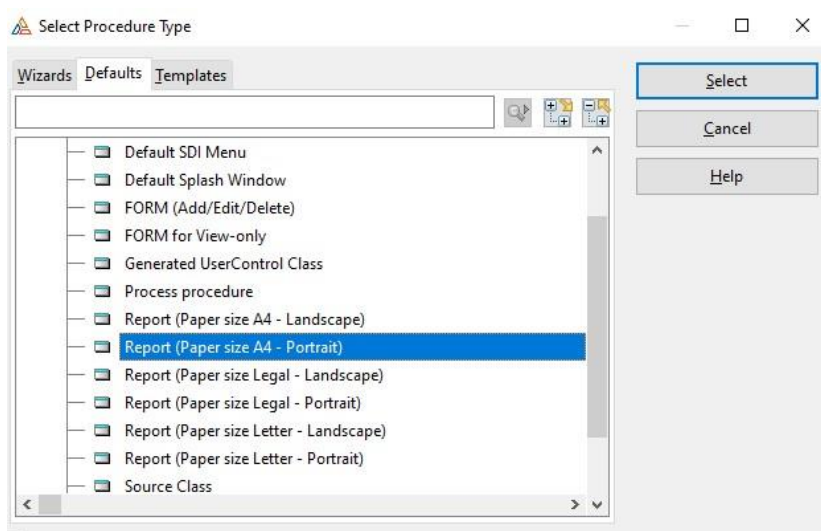 Select Procedure Type
Wizards Defaults Templates
Select
Cancel
Help
Default SDI Menu
Default Splash Window
FORM (Add/Edit/Delete)
FORM for View-only
Generated UserControl Class
Process procedure
Report (Paper size A4 - Landscape)
Report (Paper size A4 - Portrait)
Report (Paper size Legal - Landscape)
Report (Paper size Legal - Portrait)
Report (Paper size Letter - Landscape)
Report (Paper size Letter - Portrait)
Source Class